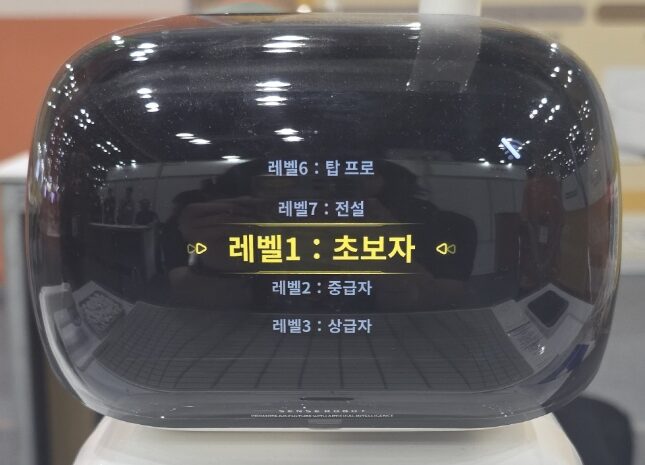 레벨6 : 탑 프로
레벨7 : 전설
레벨1 : 초보자
레벨2 : 중급자
레벨3 : 상급자
SENSEROBOT